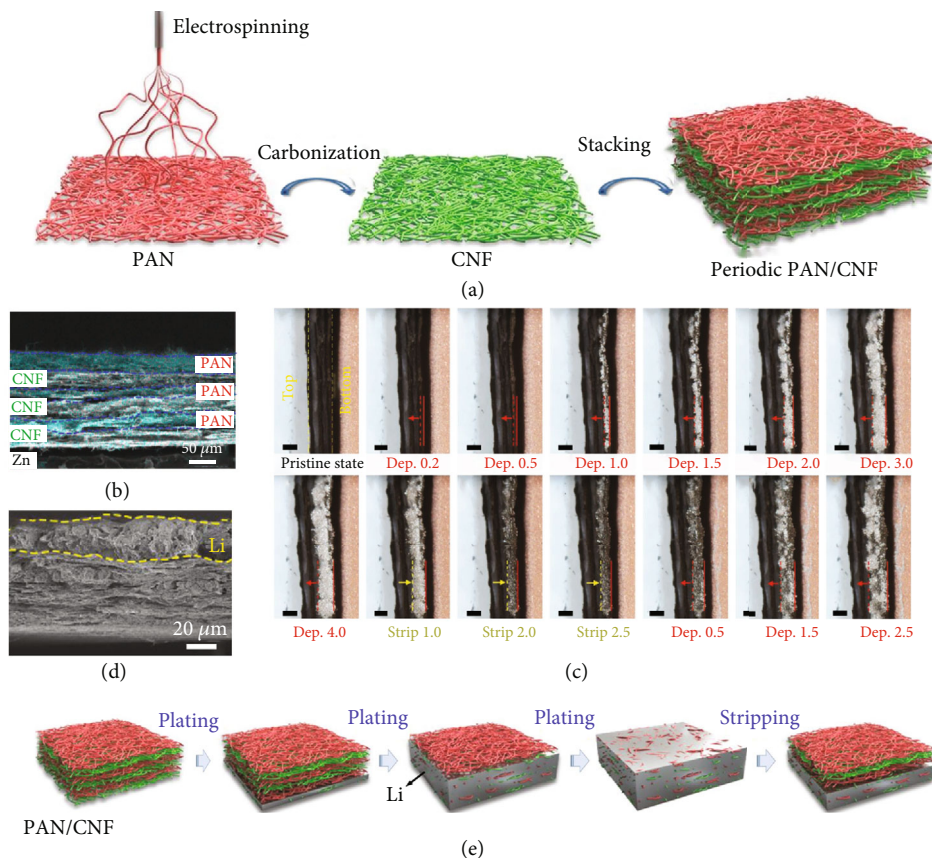 Electrospinning
Carbonization
Stacking
PAN
CNF
Periodic PAN/CNF
(a)
CNF
PAN
CNF
PAN
CNF
PAN
Zn
50 μm
(b)
Top
Bottom
Pristine state
Dep. 0.2
Dep. 0.5
Dep. 1.0
Dep. 1.5
Dep. 2.0
Dep. 3.0
Dep. 4.0
Strip 1.0
Strip 2.0
Strip 2.5
Dep. 0.5
Dep. 1.5
Dep. 2.5
(c)
Li
20 μm
(d)
Plating
Plating
Plating
Stripping
Li
PAN/CNF
(e)